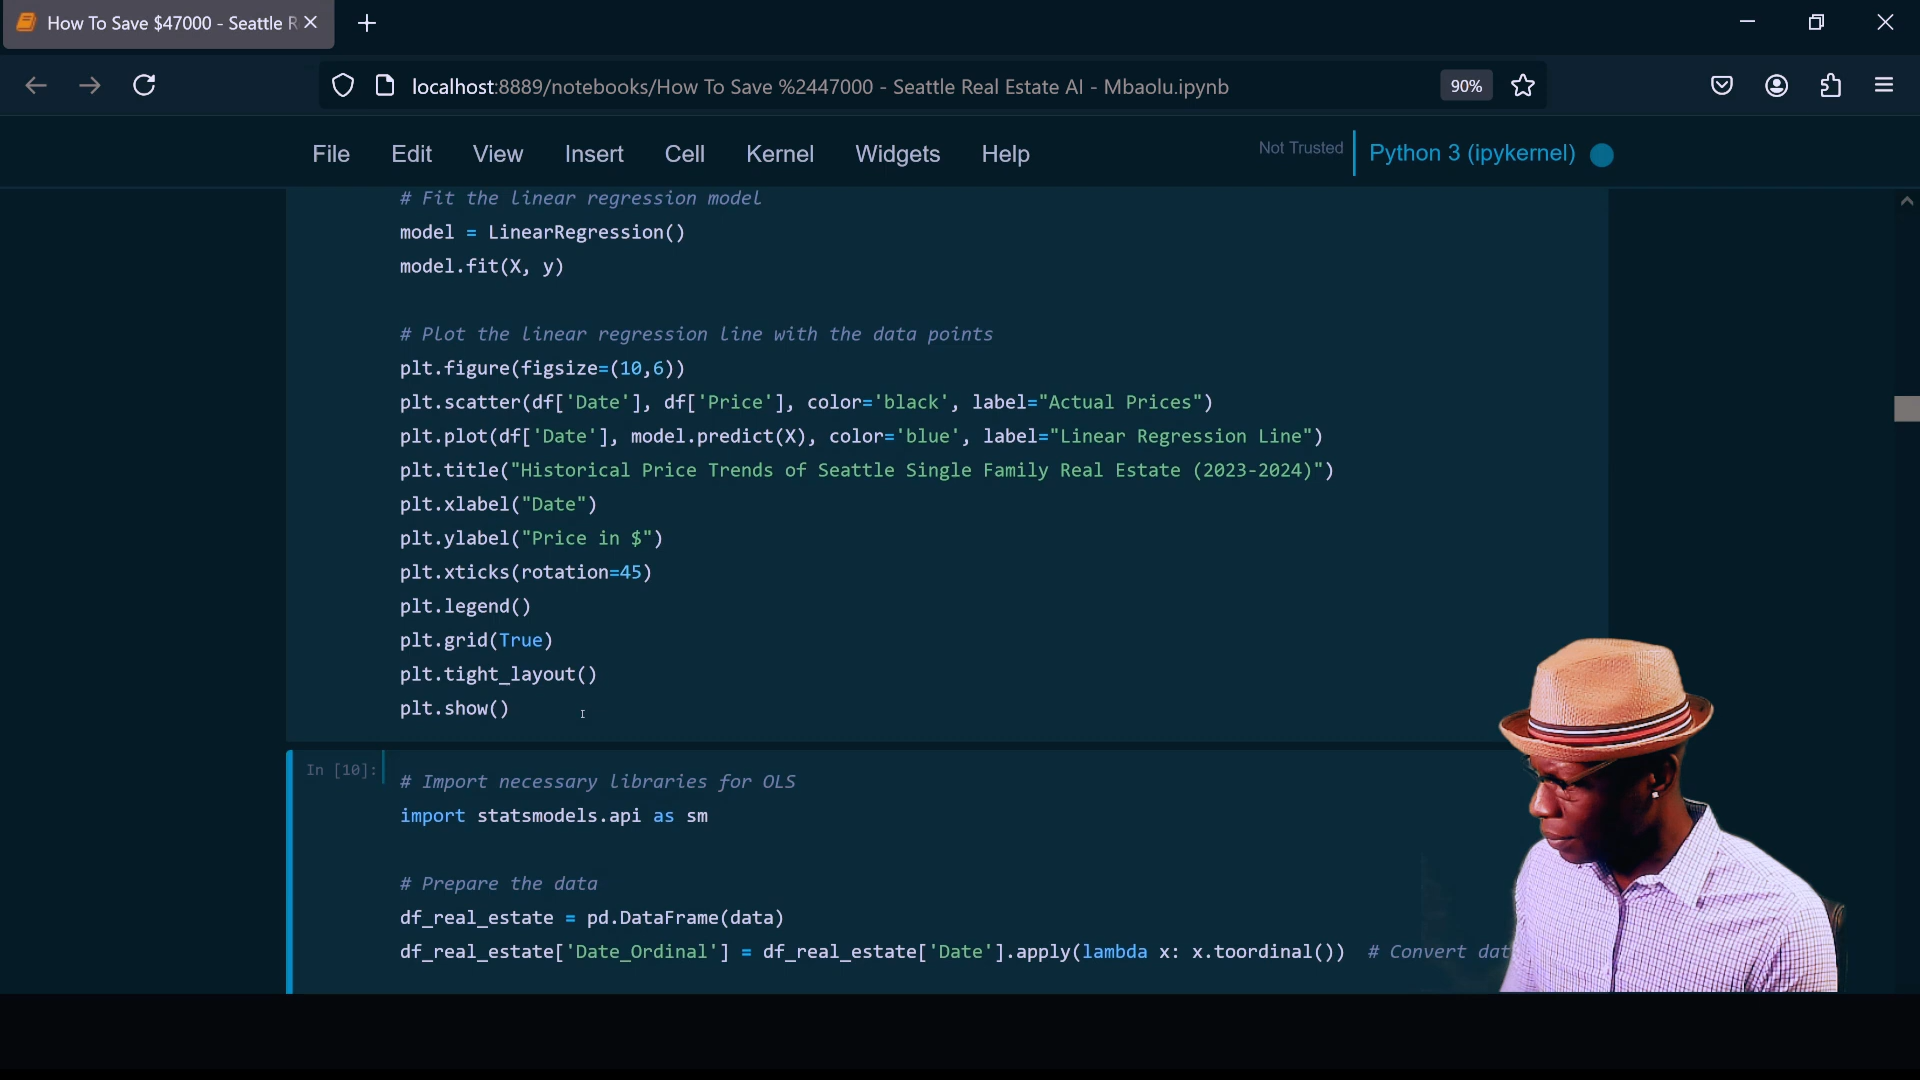 How To Save $47000 - Seattle R
localhost:8889/notebooks/How To Save %2447000 - Seattle Real Estate AI - Mbaolu.ipynb
90%
File Edit View Insert Cell Kernel Widgets Help
Not Trusted
Python 3 (ipykernel)
# Fit the linear regression model
model = LinearRegression()
model.fit(X, y)
# Plot the linear regression line with the data points
plt.figure(figsize=(10,6))
plt.scatter(df['Date'], df['Price'], color='black', label="Actual Prices")
plt.plot(df['Date'], model.predict(X), color='blue', label="Linear Regression Line")
plt.title("Historical Price Trends of Seattle Single Family Real Estate (2023-2024)")
plt.xlabel("Date")
plt.ylabel("Price in $")
plt.xticks(rotation=45)
plt.legend()
plt.grid(True)
plt.tight_layout()
plt.show()
In [10]:
# Import necessary libraries for OLS
import statsmodels.api as sm
# Prepare the data
df_real_estate = pd.DataFrame(data)
df_real_estate['Date_Ordinal'] = df_real_estate['Date'].apply(lambda x: x.toordinal()) # Convert dat